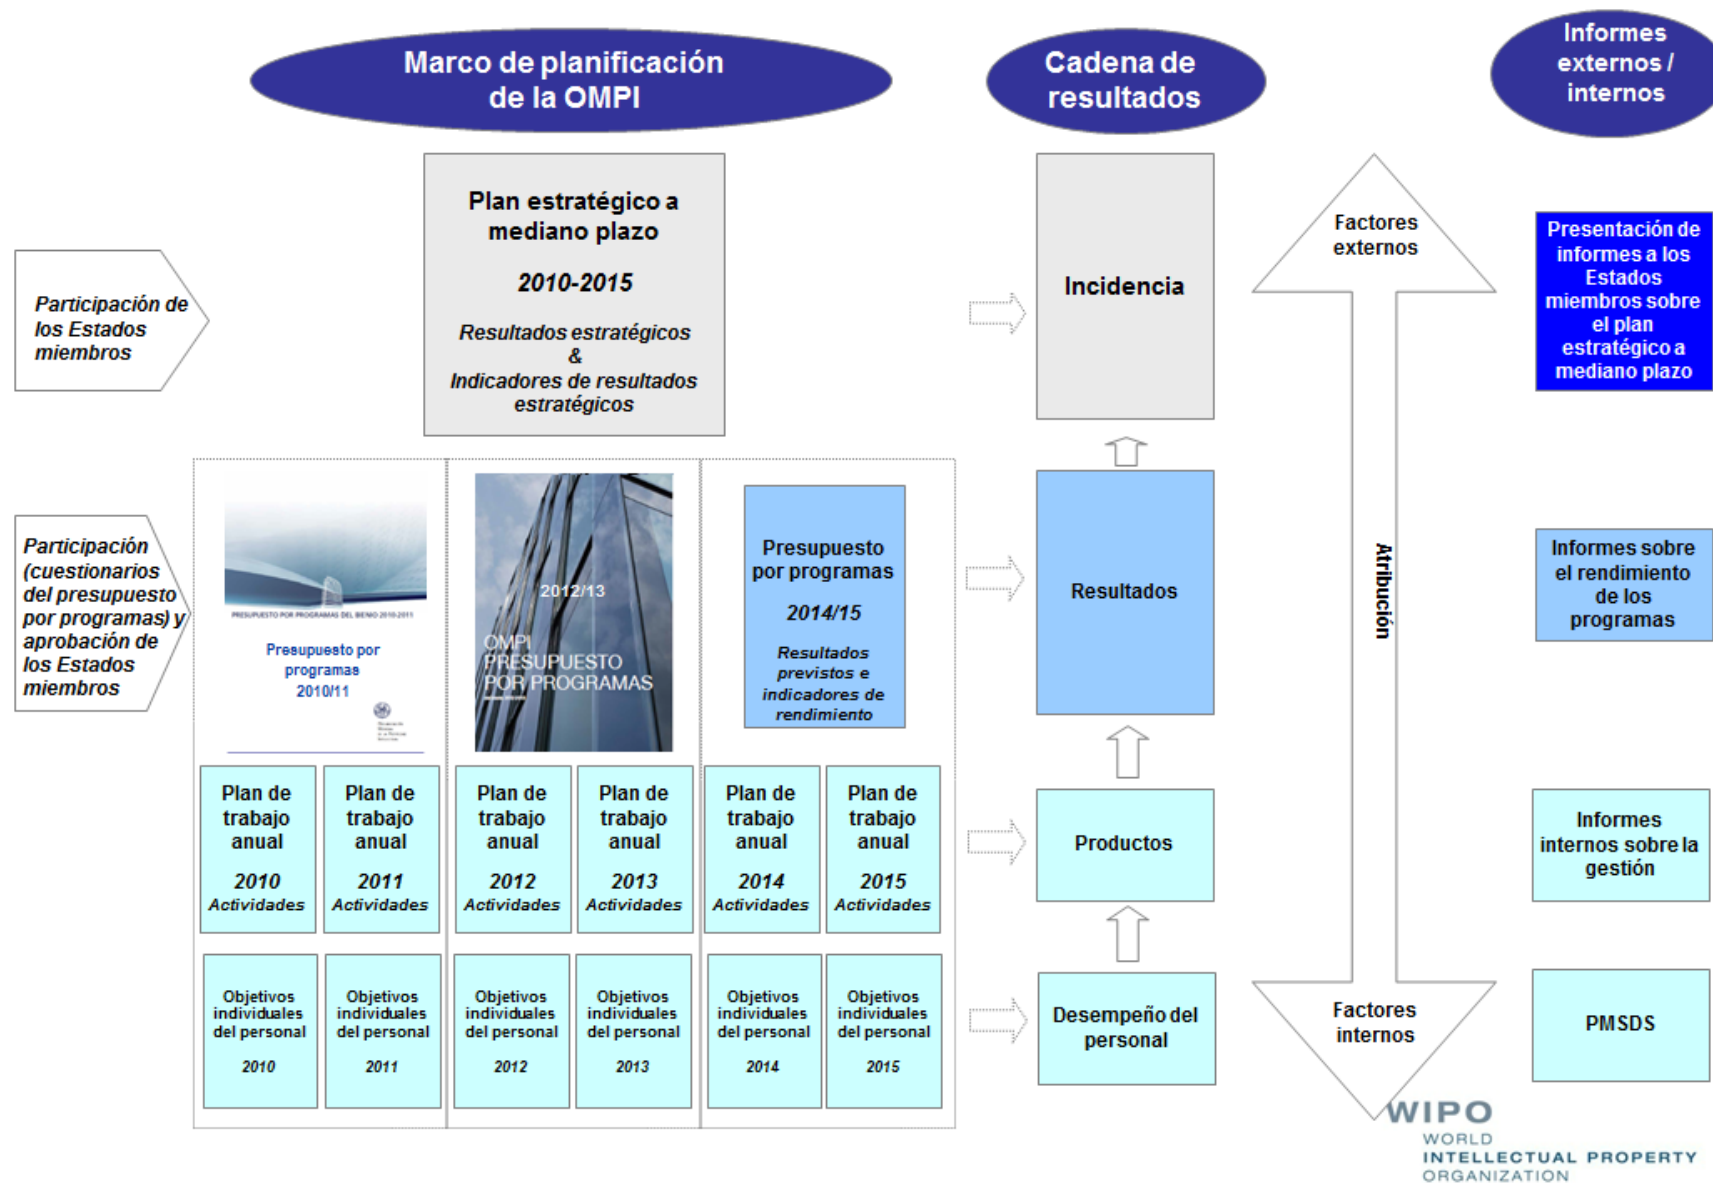 Marco de planificación
de la OMPI
Cadena de
resultados
Informes
externos /
internos
Participación de
los Estados
miembros
Plan estratégico a
mediano plazo
2010-2015
Resultados estratégicos
&
Indicadores de resultados
estratégicos
Incidencia
Factores
externos
Presentación de
informes a los
Estados
miembros sobre
el plan
estratégico a
mediano plazo
Participación
(cuestionarios
del presupuesto
por programas) y
aprobación de
los Estados
miembros
PRESUPUESTO POR PROGRAMAS DEL BIENIO 2010-2011
Presupuesto por
programas
2010/11
2012/13
OMPI
PRESUPUESTO
POR PROGRAMAS
Presupuesto
por programas
2014/15
Resultados
previstos e
indicadores de
rendimiento
Resultados
Atribución
Informes sobre
el rendimiento
de los
programas
Plan de
trabajo
anual
2010
Actividades
Plan de
trabajo
anual
2011
Actividades
Plan de
trabajo
anual
2012
Actividades
Plan de
trabajo
anual
2013
Actividades
Plan de
trabajo
anual
2014
Actividades
Plan de
trabajo
anual
2015
Actividades
Productos
Informes
internos sobre la
gestión
Objetivos
individuales
del personal
2010
Objetivos
individuales
del personal
2011
Objetivos
individuales
del personal
2012
Objetivos
individuales
del personal
2013
Objetivos
individuales
del personal
2014
Objetivos
individuales
del personal
2015
Desempeño del
personal
Factores
internos
PMSDS
WIPO
WORLD
INTELLECTUAL PROPERTY
ORGANIZATION